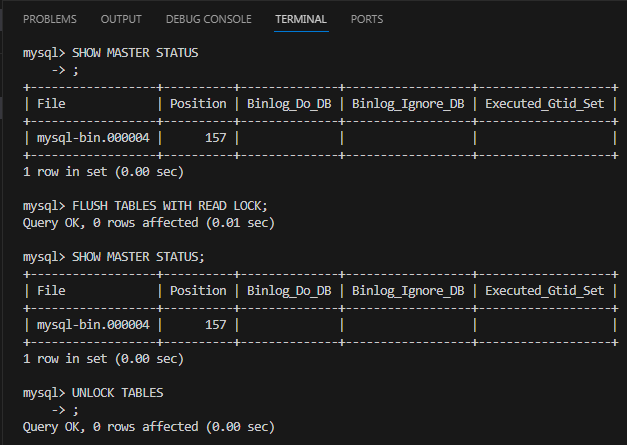 PROBLEMS OUTPUT DEBUG CONSOLE TERMINAL PORTS
mysql> SHOW MASTER STATUS
    -> ;
+------------------+----------+--------------+------------------+-------------------+
| File             | Position | Binlog_Do_DB | Binlog_Ignore_DB | Executed_Gtid_Set |
+------------------+----------+--------------+------------------+-------------------+
| mysql-bin.000004 |      157 |              |                  |                   |
+------------------+----------+--------------+------------------+-------------------+
1 row in set (0.00 sec)
mysql> FLUSH TABLES WITH READ LOCK;
Query OK, 0 rows affected (0.01 sec)
mysql> SHOW MASTER STATUS;
+------------------+----------+--------------+------------------+-------------------+
| File             | Position | Binlog_Do_DB | Binlog_Ignore_DB | Executed_Gtid_Set |
+------------------+----------+--------------+------------------+-------------------+
| mysql-bin.000004 |      157 |              |                  |                   |
+------------------+----------+--------------+------------------+-------------------+
1 row in set (0.00 sec)
mysql> UNLOCK TABLES
    -> ;
Query OK, 0 rows affected (0.00 sec)